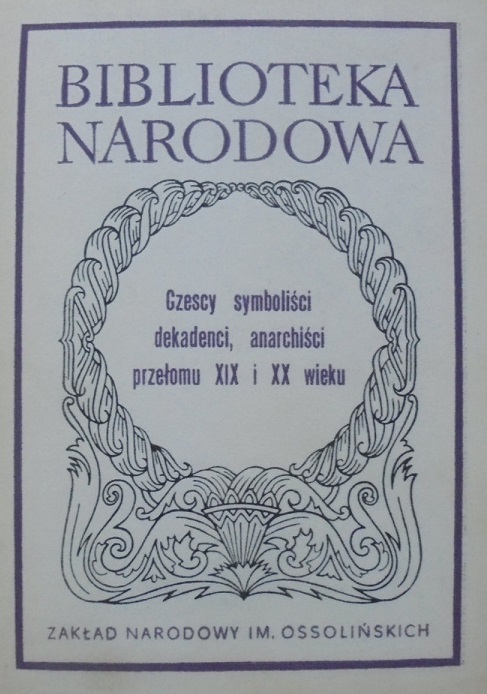 BIBLIOTEKA
NARODOWA
Czescy symboliści
dekadenci, anarchiści
przełomu XIX i XX wieku
ZAKŁAD NARODOWY IM. OSSOLIŃSKICH